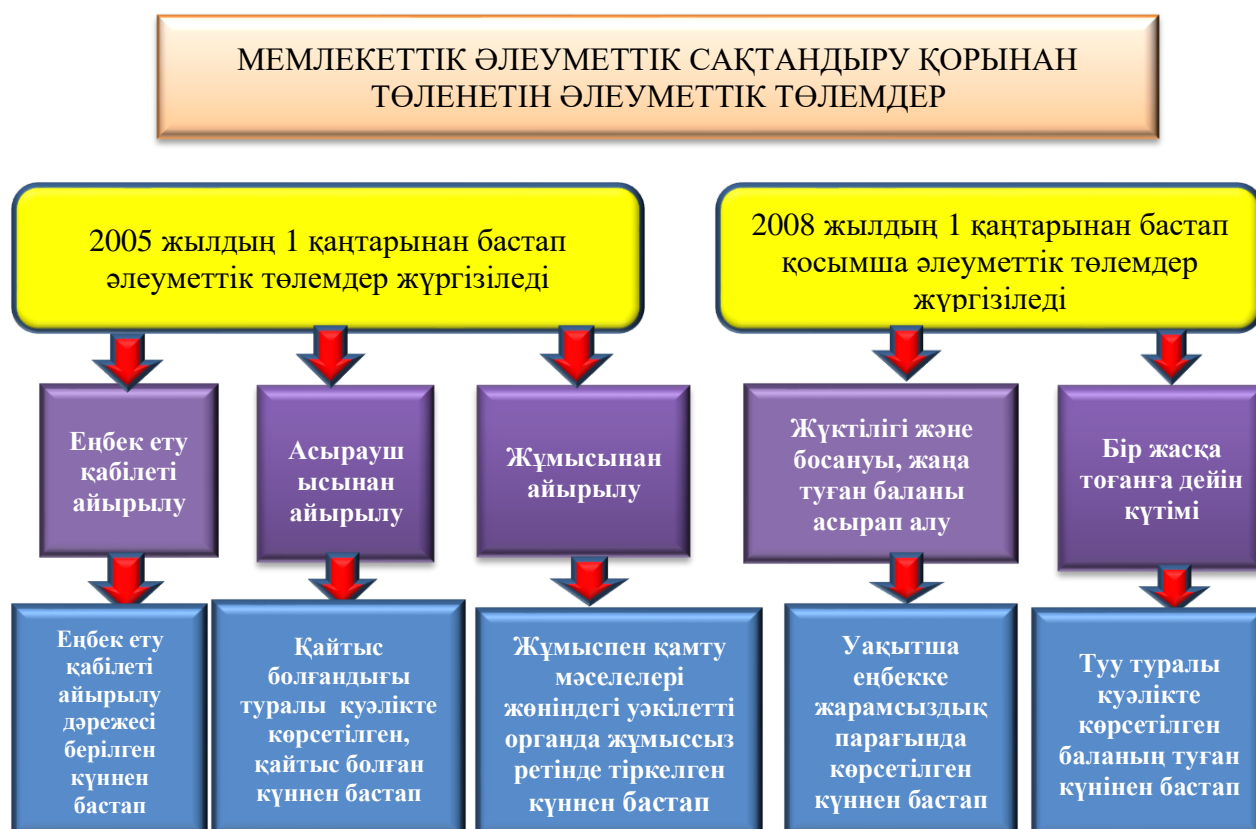 МЕМЛЕКЕТТІК ӘЛЕУМЕТТІК САҚТАНДЫРУ ҚОРЫНАН
ТӨЛЕНЕТІН ӘЛЕУМЕТТІК ТӨЛЕМДЕР
2005 жылдың 1 қаңтарынан бастап
әлеуметтік төлемдер жүргізіледі
2008 жылдың 1 қаңтарынан бастап
қосымша әлеуметтік төлемдер
жүргізіледі
Еңбек ету
қабілеті
айырылу
Асырауш
ысынан
айырылу
Жұмысынан
айырылу
Жүктілігі және
босануы, жаңа
туған баланы
асырап алу
Бір жасқа
тоғанға дейін
күтімі
Еңбек ету
қабілеті
айырылу
дәрежесі
берілген
күннен
бастап
Қайтыс
болғандығы
туралы куәлікте
көрсетілген,
қайтыс болған
күннен бастап
Жұмыспен қамту
мәселелері
жөніндегі уәкілетті
органда жұмыссыз
ретінде тіркелген
күннен бастап
Уақытша
еңбекке
жарамсыздық
парағында
көрсетілген
күннен бастап
Туу туралы
куәлікте
көрсетілген
баланың туған
күнінен бастап